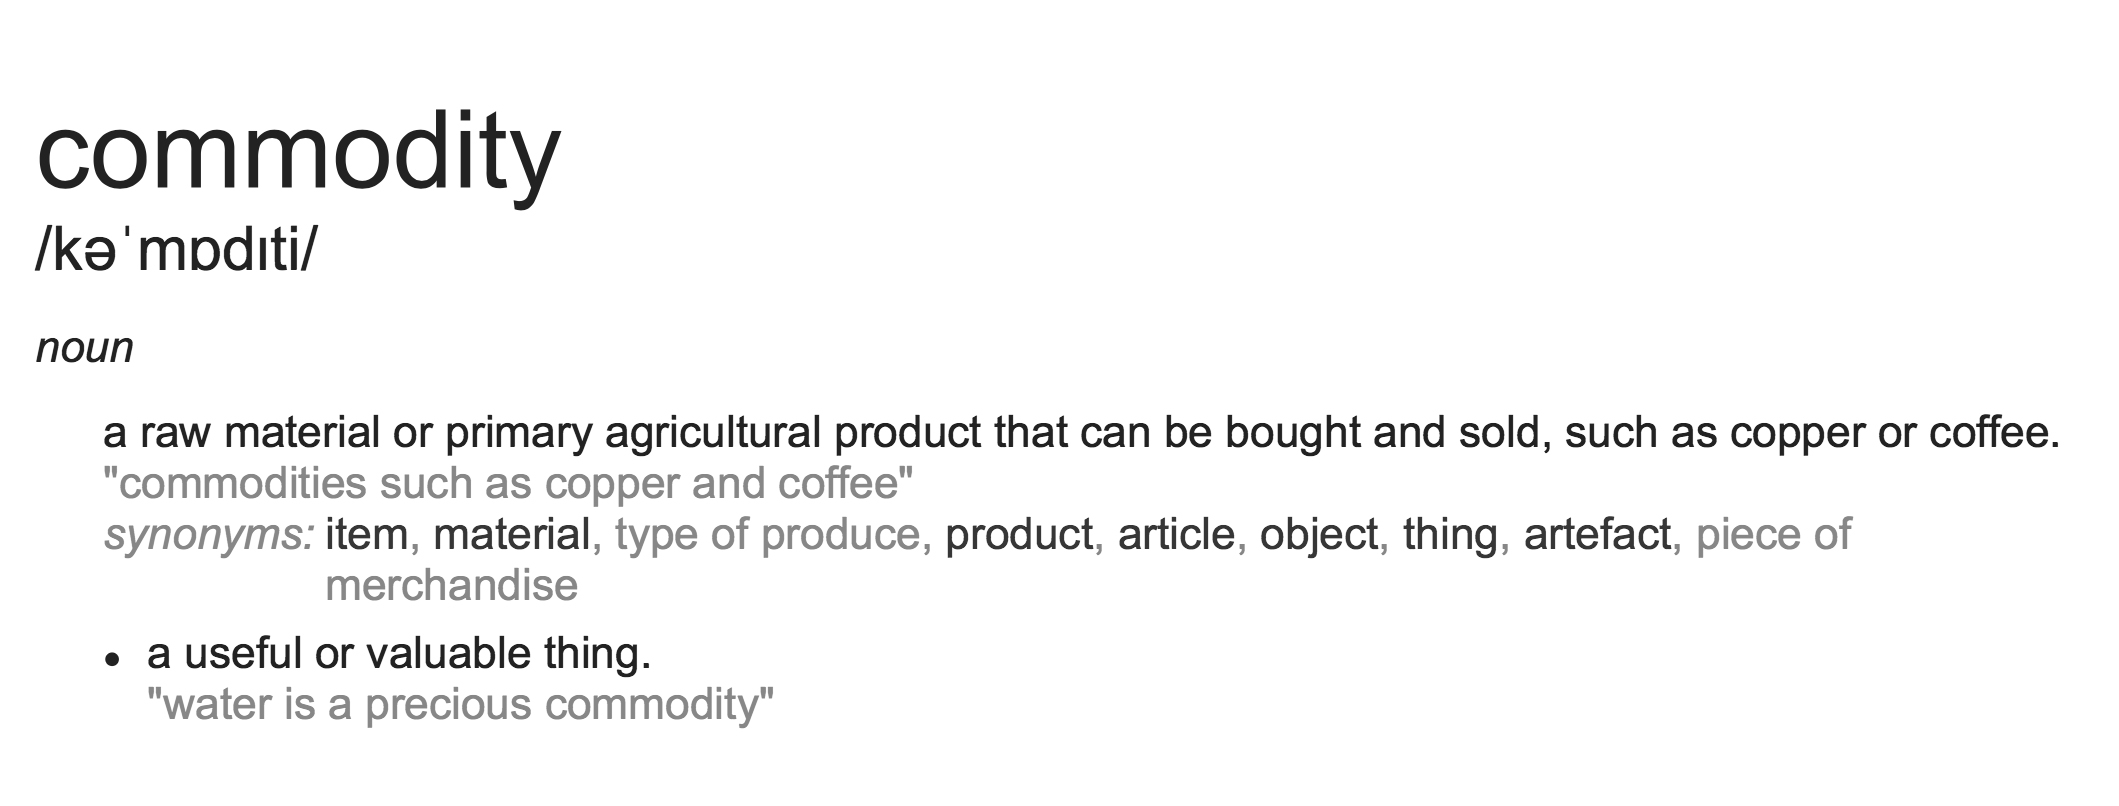 commodity
/kəˈmɒdɪti/
noun
a raw material or primary agricultural product that can be bought and sold, such as copper or coffee.
"commodities such as copper and coffee"
synonyms: item, material, type of produce, product, article, object, thing, artefact, piece of
merchandise
• a useful or valuable thing.
"water is a precious commodity"